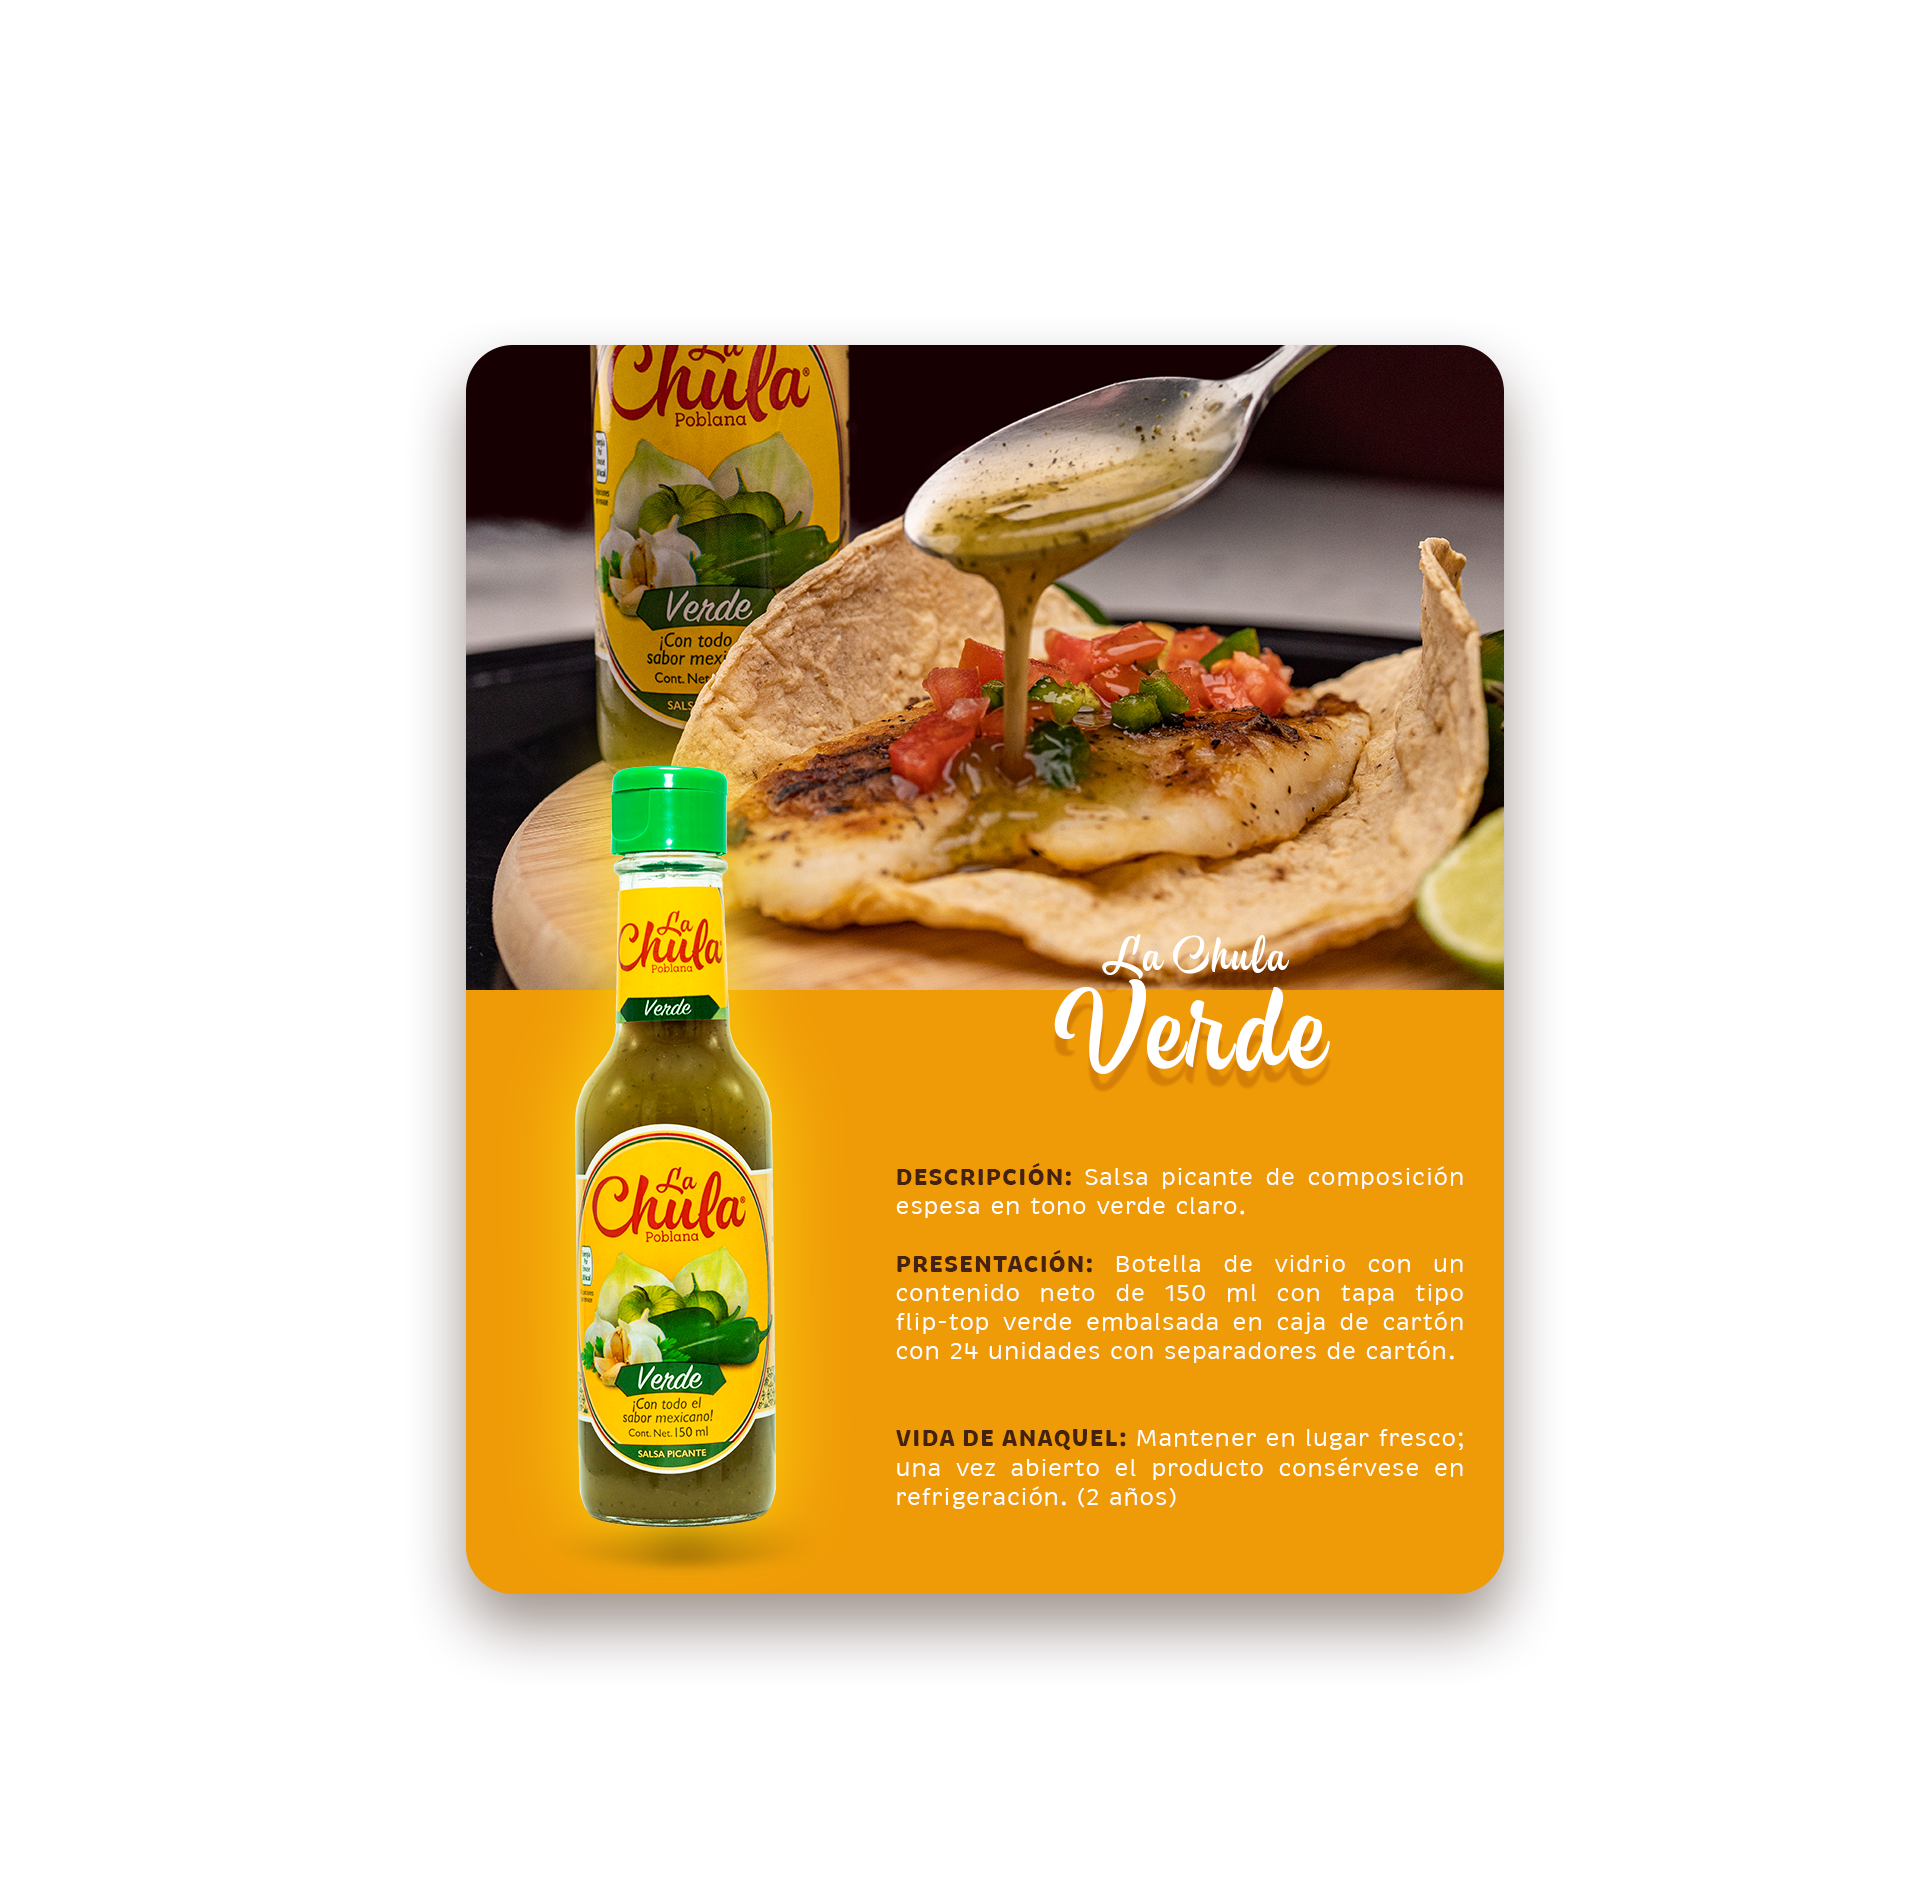 La
Chula®
Poblana
Verde
¡Con todo
sabor mexi
Cont. Net
SALS
La
Chula
Poblana
Verde
La Chula
Verde
La
Chula®
Poblana
Verde
¡Con todo el
sabor mexicano!
Cont. Net. 150 ml
SALSA PICANTE
DESCRIPCIÓN: Salsa picante de composición
espesa en tono verde claro.
PRESENTACIÓN: Botella de vidrio con un
contenido neto de 150 ml con tapa tipo
flip-top verde embalsada en caja de cartón
con 24 unidades con separadores de cartón.
VIDA DE ANAQUEL: Mantener en lugar fresco;
una vez abierto el producto consérvese en
refrigeración. (2 años)